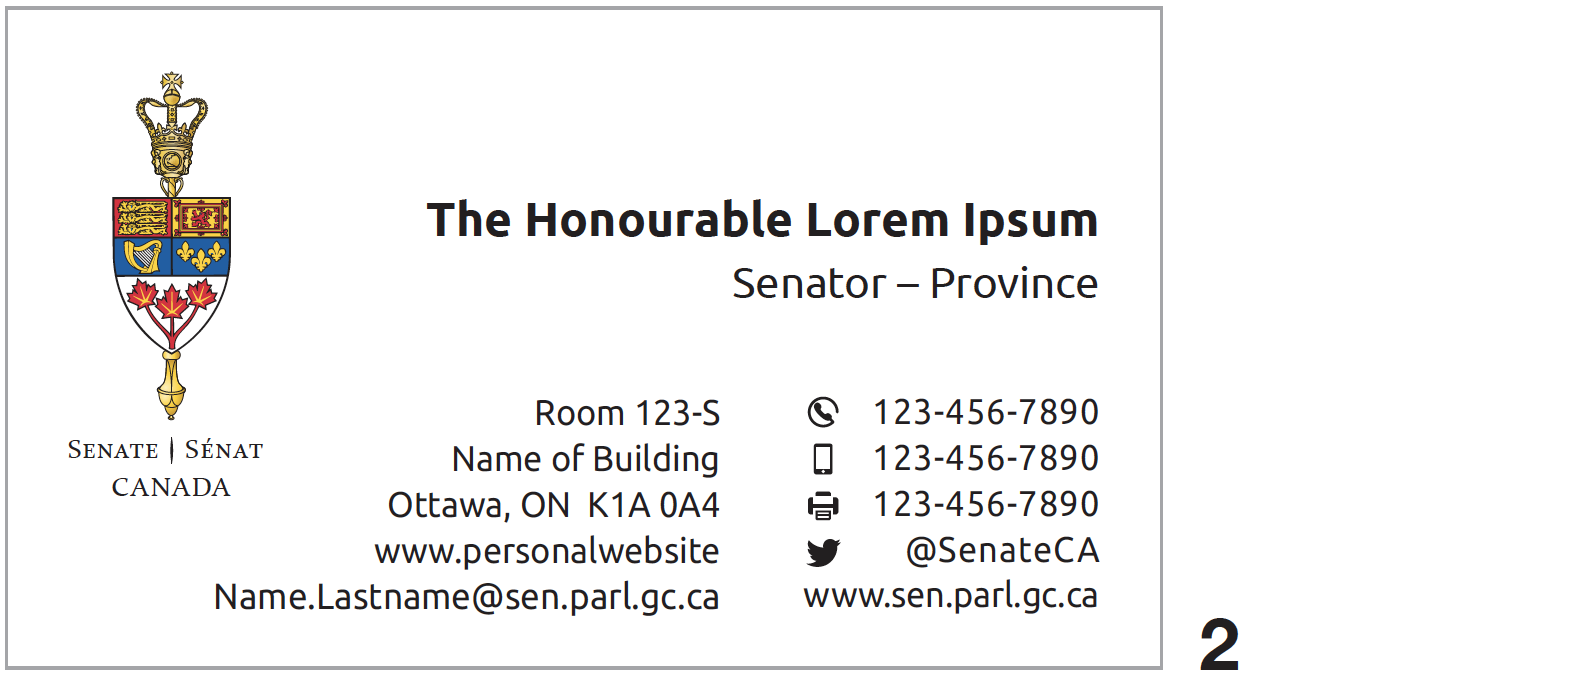 SENATE | SÉNAT
CANADA
The Honourable Lorem Ipsum
Senator – Province
Room 123-S
Name of Building
Ottawa, ON  K1A 0A4
www.personalwebsite
Name.Lastname@sen.parl.gc.ca
123-456-7890
123-456-7890
123-456-7890
@SenateCA
www.sen.parl.gc.ca
2